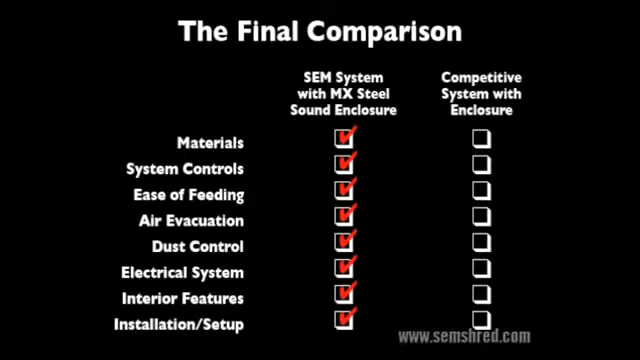 The Final Comparison
SEM System
with MX Steel
Sound Enclosure
Competitive
System with
Enclosure
Materials
System Controls
Ease of Feeding
Air Evacuation
Dust Control
Electrical System
Interior Features
Installation/Setup
www.semshred.com